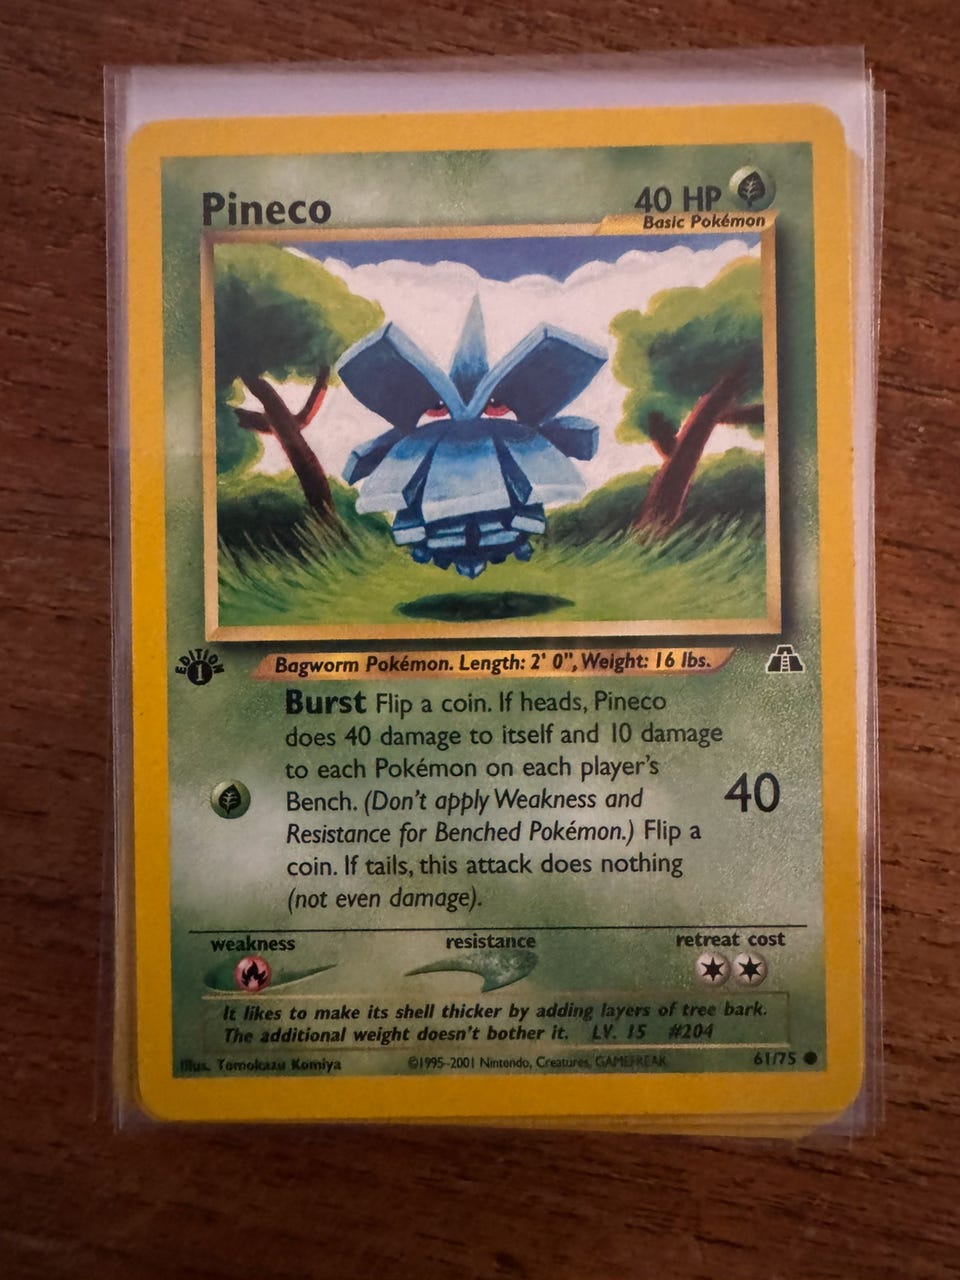 Pineco
40 HP
Basic Pokémon
EDITION
1
Bagworm Pokémon. Length: 2' 0", Weight: 16 lbs.
Burst Flip a coin. If heads, Pineco
does 40 damage to itself and 10 damage
to each Pokémon on each player's
Bench. (Don't apply Weakness and
Resistance for Benched Pokémon.) Flip a
coin. If tails, this attack does nothing
(not even damage).
40
weakness
resistance
retreat cost
It likes to make its shell thicker by adding layers of tree bark.
The additional weight doesn't bother it. LV. 15 #204
Illus. Tomokazu Komiya
©1995-2001 Nintendo, Creatures, GAMEFREAK
61/75